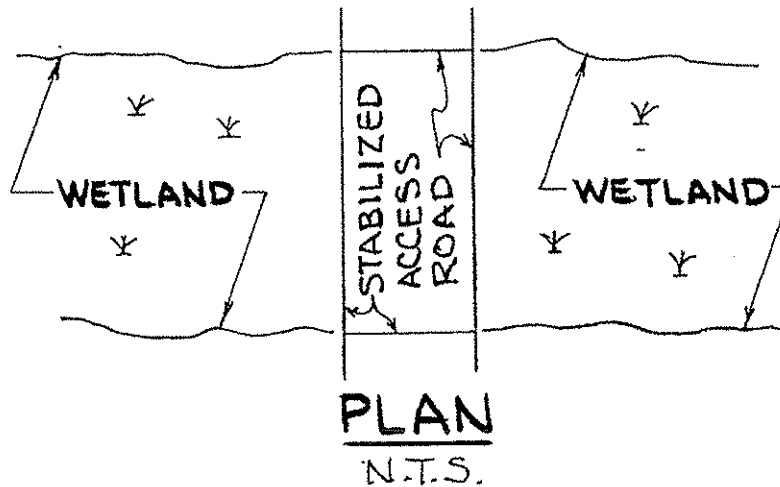 WETLAND
STABILIZED
ACCESS
ROAD
WETLAND
PLAN
N.T.S.